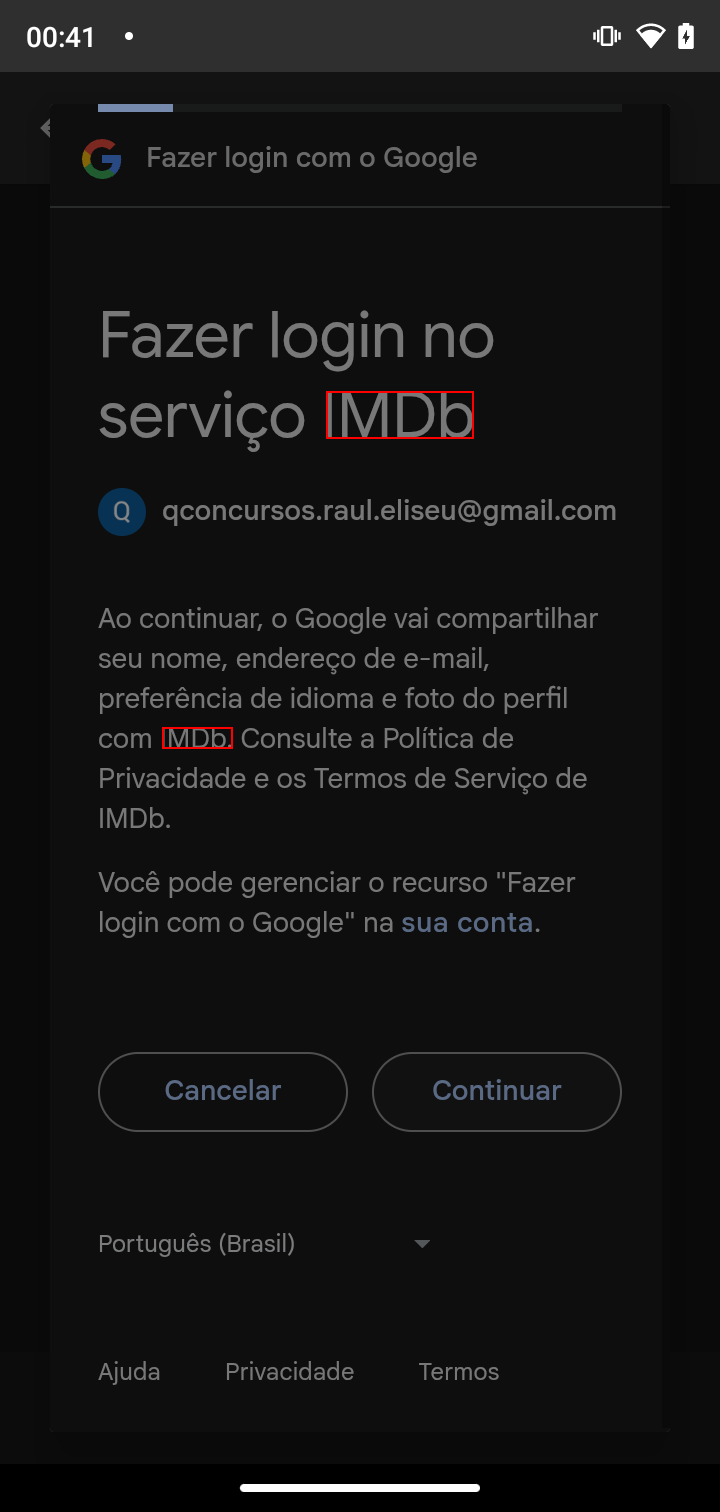 00:41
Fazer login com o Google
Fazer login no
serviço IMDb
Q
qconcursos.raul.eliseu@gmail.com
Ao continuar, o Google vai compartilhar
seu nome, endereço de e-mail,
preferência de idioma e foto do perfil
com IMDb. Consulte a Política de
Privacidade e os Termos de Serviço de
IMDb.
Você pode gerenciar o recurso "Fazer
login com o Google" na sua conta.
Cancelar
Continuar
Português (Brasil)
Ajuda
Privacidade
Termos